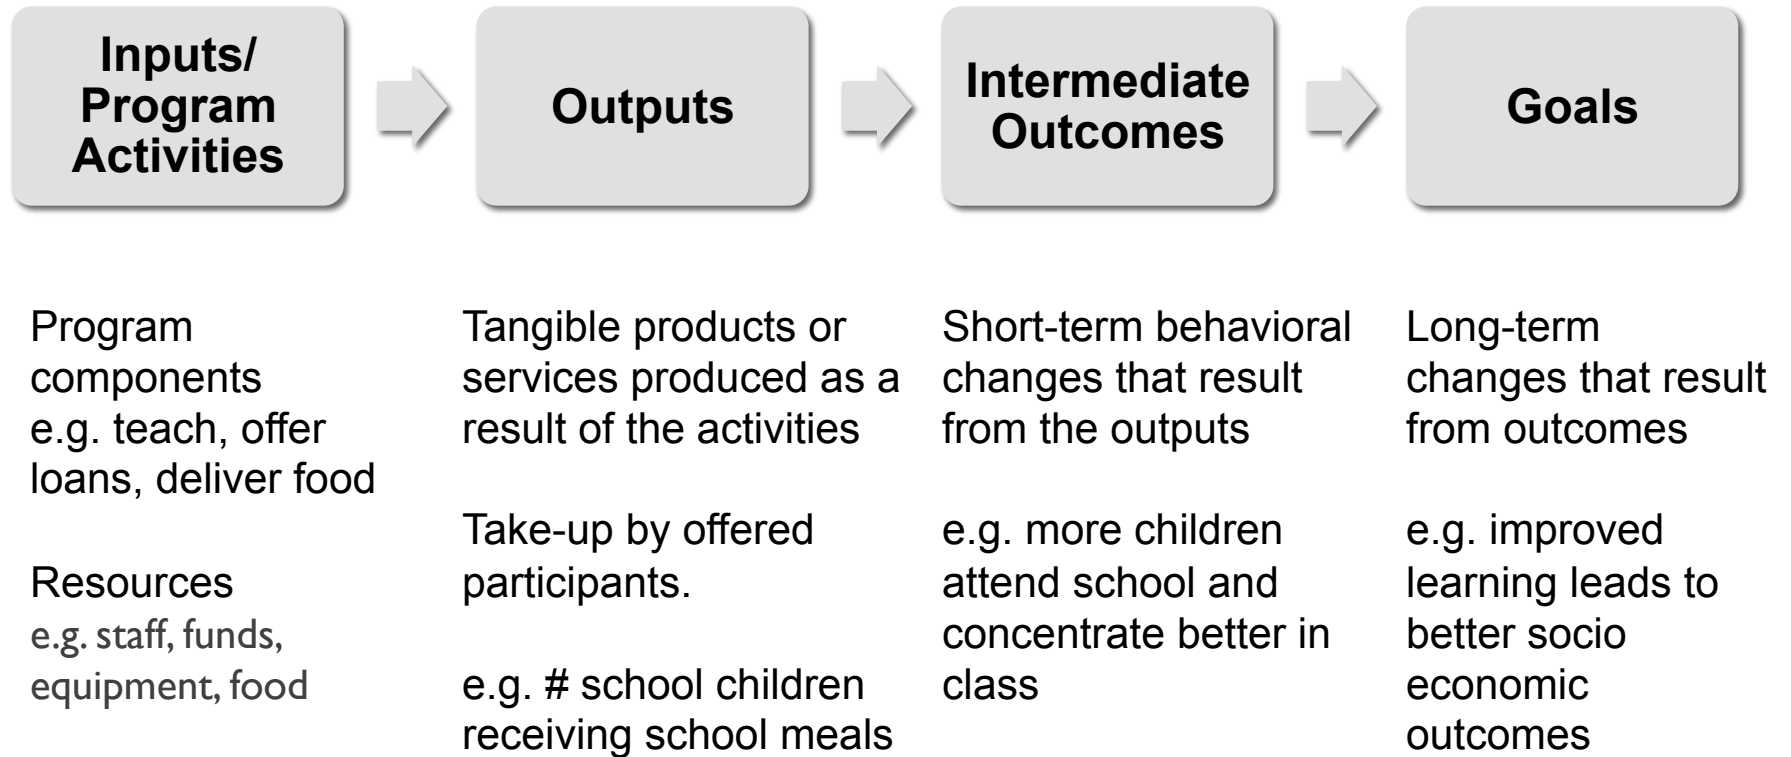 Inputs/
Program
Activities
Outputs
Intermediate
Outcomes
Goals
Program
components
e.g. teach, offer
loans, deliver food
Resources
e.g. staff, funds,
equipment, food
Tangible products or
services produced as a
result of the activities
Take-up by offered
participants.
e.g. # school children
receiving school meals
Short-term behavioral
changes that result
from the outputs
e.g. more children
attend school and
concentrate better in
class
Long-term
changes that result
from outcomes
e.g. improved
learning leads to
better socio
economic
outcomes